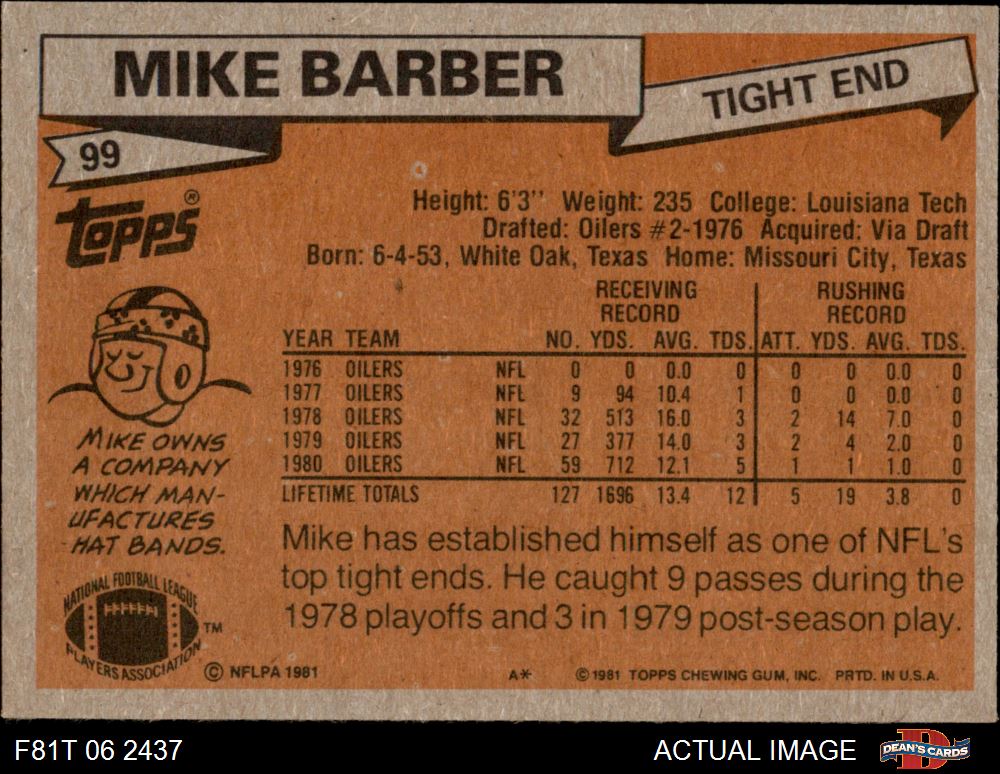 MIKE BARBER
TIGHT END
99
TOPPS®
Height: 6'3'' Weight: 235 College: Louisiana Tech
Drafted: Oilers #2-1976 Acquired: Via Draft
Born: 6-4-53, White Oak, Texas Home: Missouri City, Texas
RECEIVING RECORD RUSHING RECORD
YEAR TEAM NO. YDS. AVG. TDS. ATT. YDS. AVG. TDS.
1976 OILERS NFL 0 0 0.0 0 0 0 0.0 0
1977 OILERS NFL 9 94 10.4 1 0 0 0.0 0
1978 OILERS NFL 32 513 16.0 3 2 14 7.0 0
1979 OILERS NFL 27 377 14.0 3 2 4 2.0 0
1980 OILERS NFL 59 712 12.1 5 1 1 1.0 0
LIFETIME TOTALS 127 1696 13.4 12 5 19 3.8 0
MIKE OWNS
A COMPANY
WHICH MAN-
UFACTURES
HAT BANDS.
Mike has established himself as one of NFL's
top tight ends. He caught 9 passes during the
1978 playoffs and 3 in 1979 post-season play.
NATIONAL FOOTBALL LEAGUE
PLAYERS ASSOCIATION
TM
© NFLPA 1981
A*
© 1981 TOPPS CHEWING GUM, INC. PRTD. IN U.S.A.
F81T 06 2437
ACTUAL IMAGE
D
DEAN'S CARDS